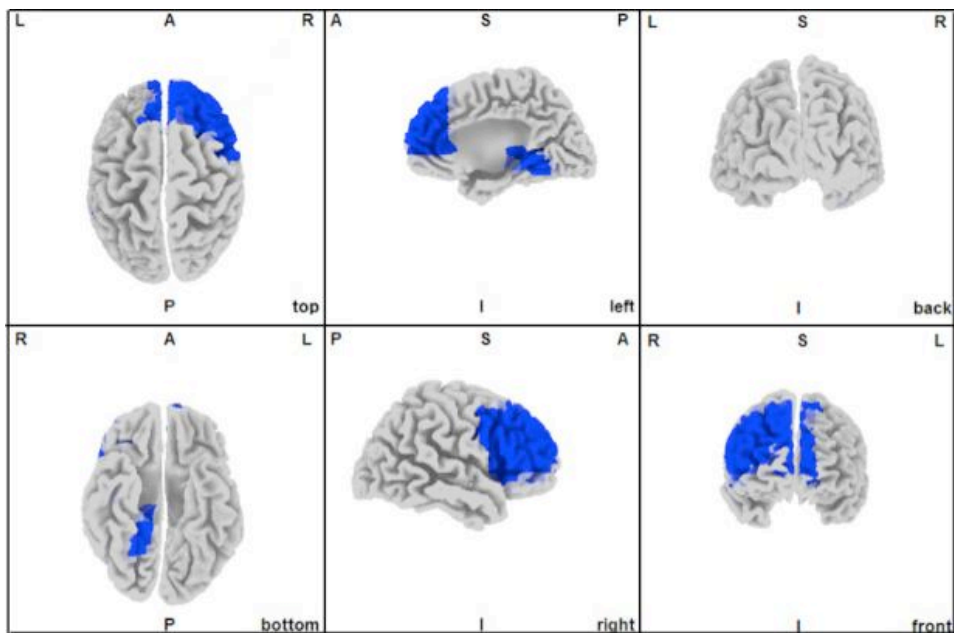 L A R
A S P
L S R
P top
I left
I back
R A L
P S A
R S L
P bottom
I right
I front